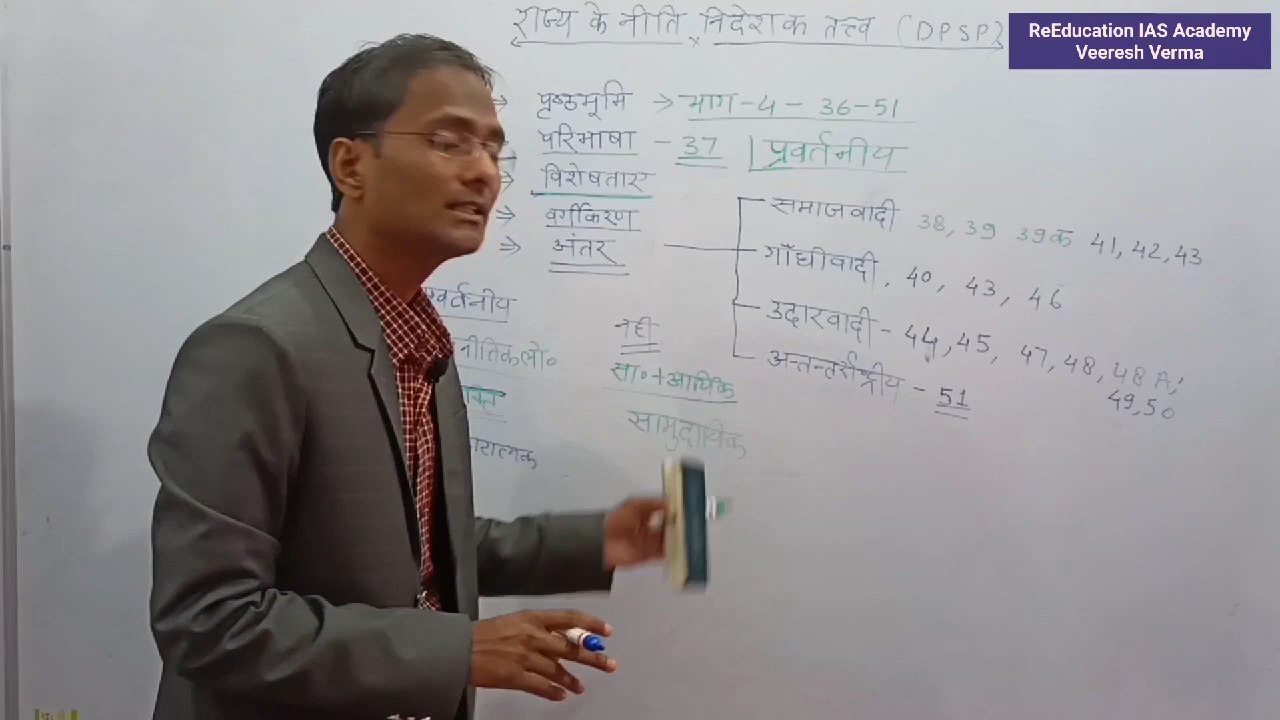 राज्य के नीति निदेशक तत्त्व (DPSP)
ReEducation IAS Academy
Veeresh Verma
→ पृष्ठभूमि → भाग-4 - 36-51
→ परिभाषा - 37 | प्रवर्तनीय
→ विशेषताए
→ वर्गीकरण
→ अंतर
समाजवादी 38, 39 39क 41, 42, 43
गाँधीवादी, 40, 43, 46
उदारवादी - 44, 45, 47, 48, 48A,
49, 50
- 51
नही
नीतिकलो०
सा०+आर्थिक
सामुदायिक